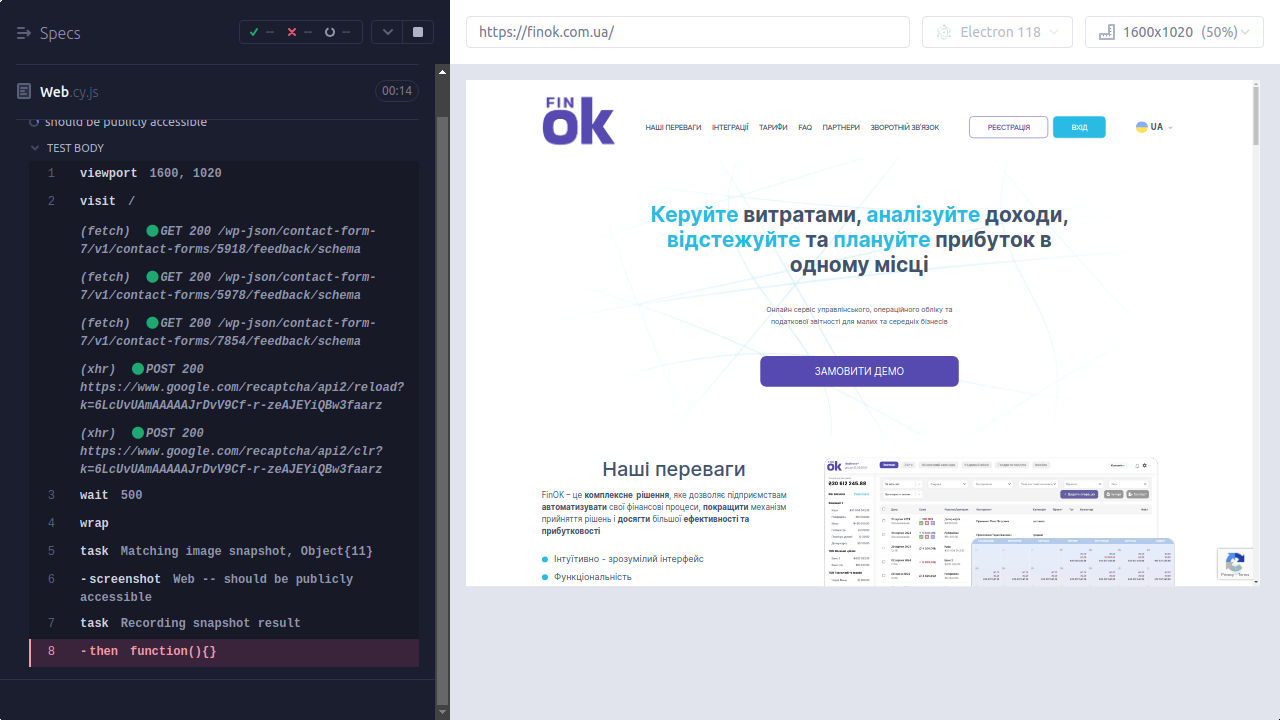 Specs
Web.cy.js
00:14
should be publicly accessible
TEST BODY
1 viewport 1600, 1020
2 visit /
(fetch) GET 200 /wp-json/contact-form-
7/v1/contact-forms/5918/feedback/schema
(fetch) GET 200 /wp-json/contact-form-
7/v1/contact-forms/5978/feedback/schema
(fetch) GET 200 /wp-json/contact-form-
7/v1/contact-forms/7854/feedback/schema
(xhr) POST 200
https://www.google.com/recaptcha/api2/reload?
k=6LcUvUAmAAAAAJrDvV9Cf-r-zeAJEYiQBw3faarz
(xhr) POST 200
https://www.google.com/recaptcha/api2/clr?
k=6LcUvUAmAAAAAJrDvV9Cf-r-zeAJEYiQBw3faarz
3 wait 500
4 wrap
5 task Matching image snapshot, Object{11}
6 -screenshot Web -- should be publicly
accessible
7 task Recording snapshot result
8 -then function(){}
https://finok.com.ua/
Electron 118
1600x1020 (50%)
FIN
ok
НАШІ ПЕРЕВАГИ ІНТЕГРАЦІЇ ТАРИФИ FAQ ПАРТНЕРИ ЗВОРОТНІЙ ЗВ'ЯЗОК
РЕЄСТРАЦІЯ
ВХІД
UA
Керуйте витратами, аналізуйте доходи,
відстежуйте та плануйте прибуток в
одному місці
Онлайн сервіс управлінського, операційного обліку та
податкової звітності для малих та середніх бізнесів
ЗАМОВИТИ ДЕМО
Наші переваги
FinOK – це комплексне рішення, яке дозволяє підприємствам
автоматизувати свої фінансові процеси, покращити механізм
прийняття рішень і досягти більшої ефективності та
прибутковості
Інтуїтивно - зрозумілий інтерфейс
Функціональність
FIN
ok
Privacy - Terms